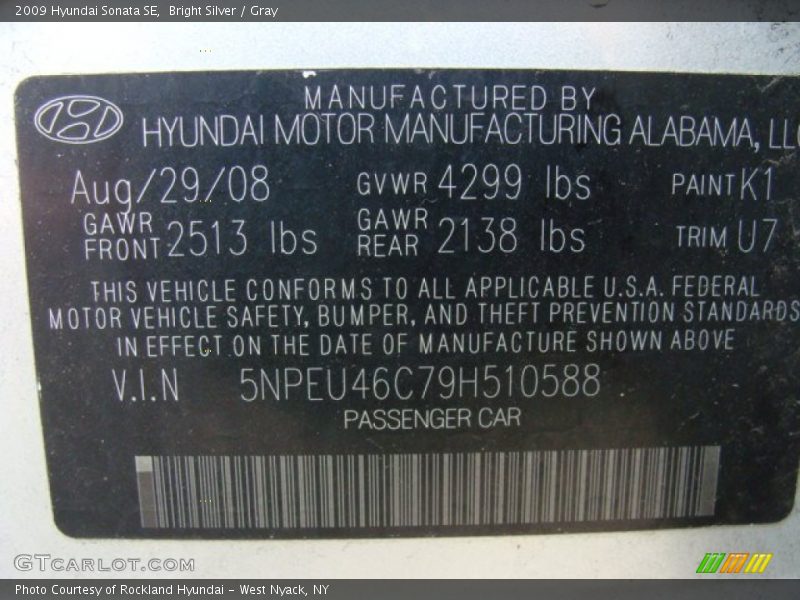 2009 Hyundai Sonata SE, Bright Silver / Gray
MANUFACTURED BY
HYUNDAI MOTOR MANUFACTURING ALABAMA, LLC
Aug/29/08 GVWR 4299 lbs PAINT K1
GAWR FRONT 2513 lbs GAWR REAR 2138 lbs TRIM U7
THIS VEHICLE CONFORMS TO ALL APPLICABLE U.S.A. FEDERAL
MOTOR VEHICLE SAFETY, BUMPER, AND THEFT PREVENTION STANDARDS
IN EFFECT ON THE DATE OF MANUFACTURE SHOWN ABOVE
V.I.N 5NPEU46C79H510588
PASSENGER CAR
GTCARLOT.COM
Photo Courtesy of Rockland Hyundai - West Nyack, NY